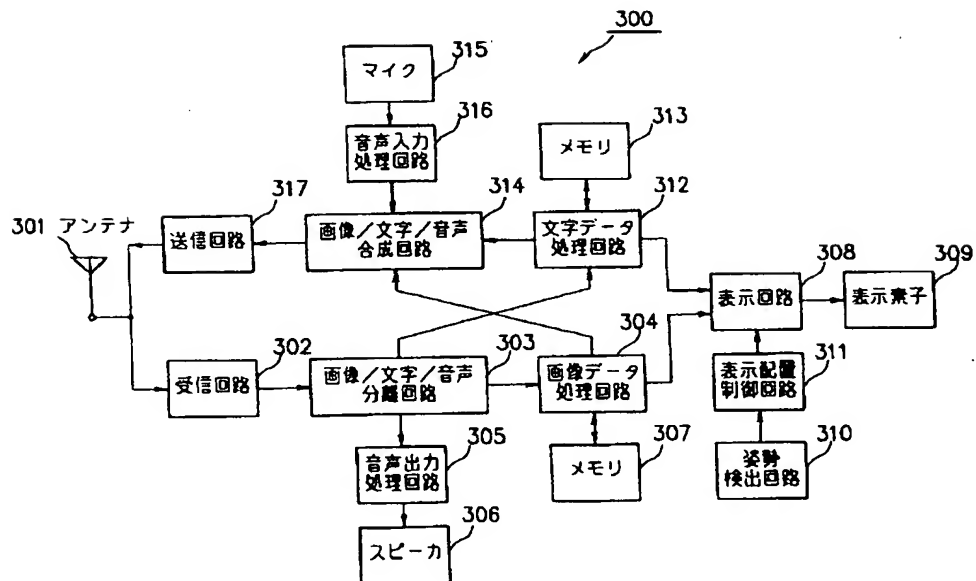 300
315
マイク
316
音声入力
処理回路
313
メモリ
317
314
312
301 アンテナ
送信回路
画像/文字/音声
合成回路
文字データ
処理回路
308
309
表示回路
表示素子
302
303
304
311
受信回路
画像/文字/音声
分離回路
画像データ
処理回路
表示配置
制御回路
305
307
310
音声出力
処理回路
メモリ
姿勢
検出回路
306
スピーカ